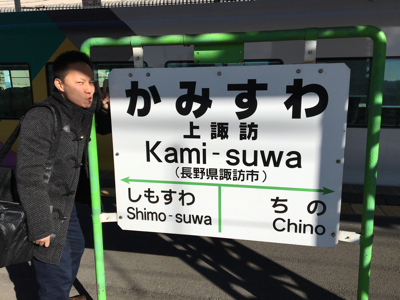 かみすわ
上諏訪
Kami-suwa
(長野県諏訪市)
しもすわ ちの
Shimo-suwa Chino